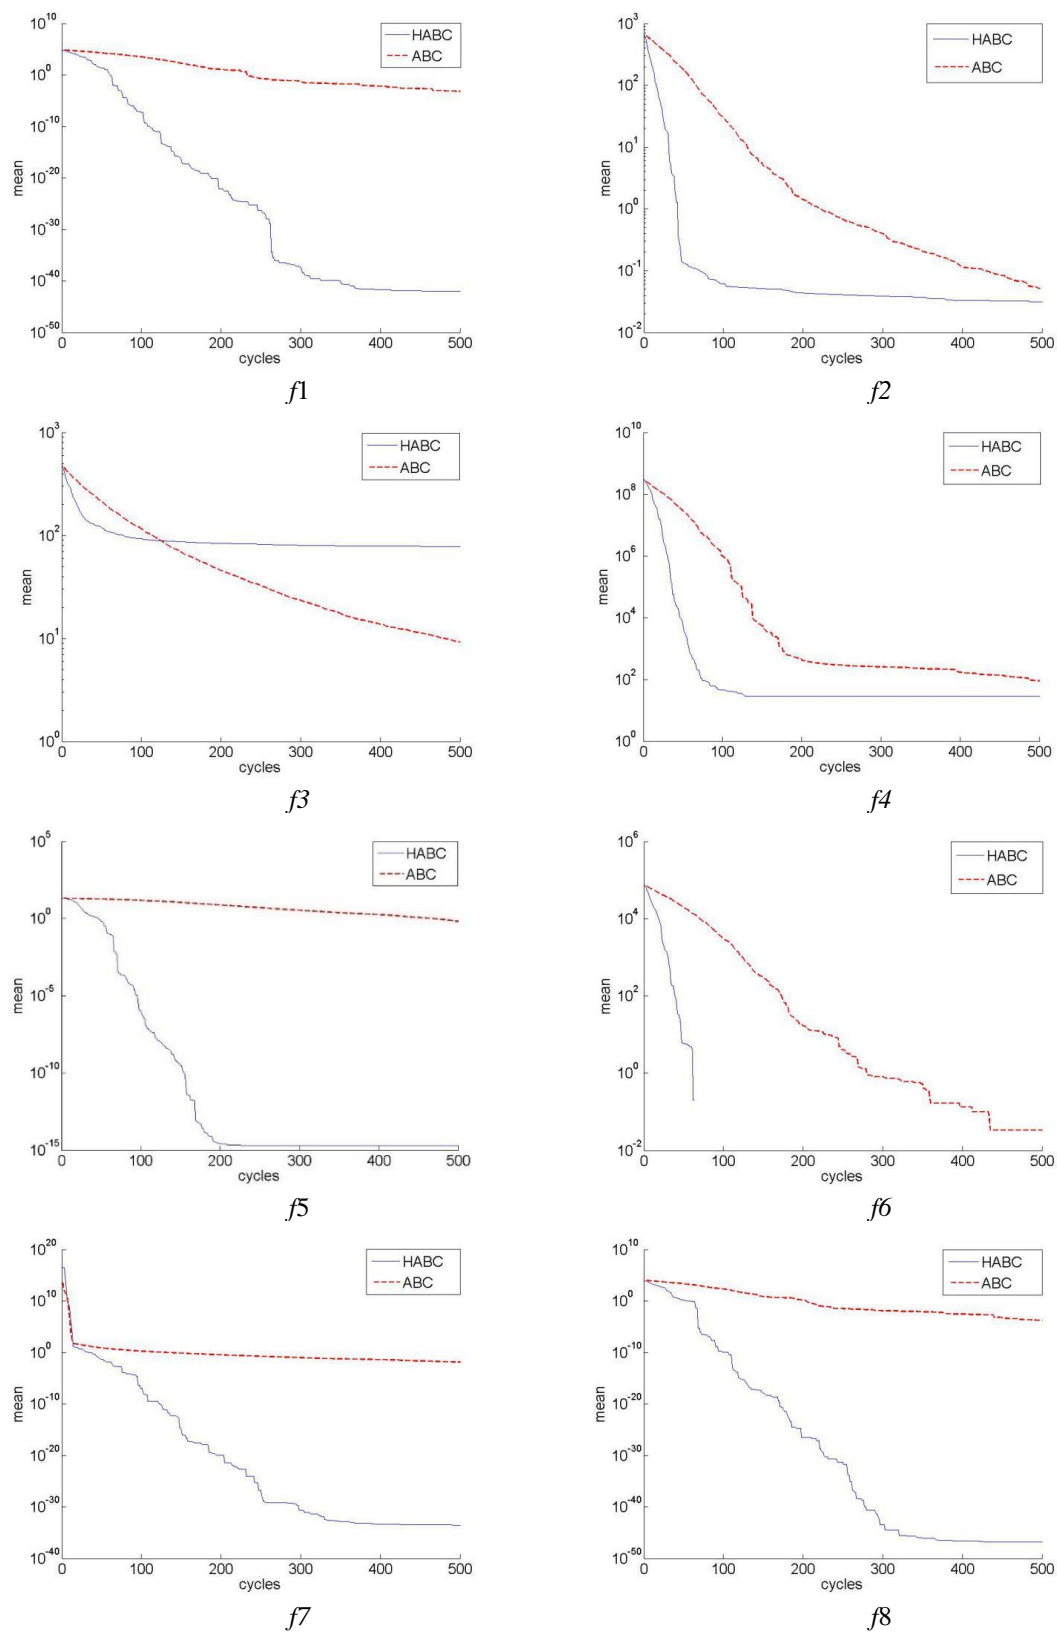 10^10 10^3
HABC HABC
ABC ABC
10^0 10^2
10^-10 10^1
mean mean
10^-20 10^0
10^-30
10^-40 10^-1
10^-50 10^-2
0 100 200 300 400 500 0 100 200 300 400 500
cycles cycles
f1 f2
10^3 10^10
HABC HABC
ABC ABC
10^8
10^2 10^6
mean mean
10^1 10^4
10^2
10^0 10^0
0 100 200 300 400 500 0 100 200 300 400 500
cycles cycles
f3 f4
10^5 10^6
HABC HABC
ABC ABC
10^0 10^4
mean mean
10^-5 10^2
10^-10 10^0
10^-15 10^-2
0 100 200 300 400 500 0 100 200 300 400 500
cycles cycles
f5 f6
10^20 10^10
HABC HABC
ABC ABC
10^10 10^0
10^0 10^-10
mean mean
10^-10 10^-20
10^-20 10^-30
10^-30 10^-40
10^-40 10^-50
0 100 200 300 400 500 0 100 200 300 400 500
cycles cycles
f7 f8